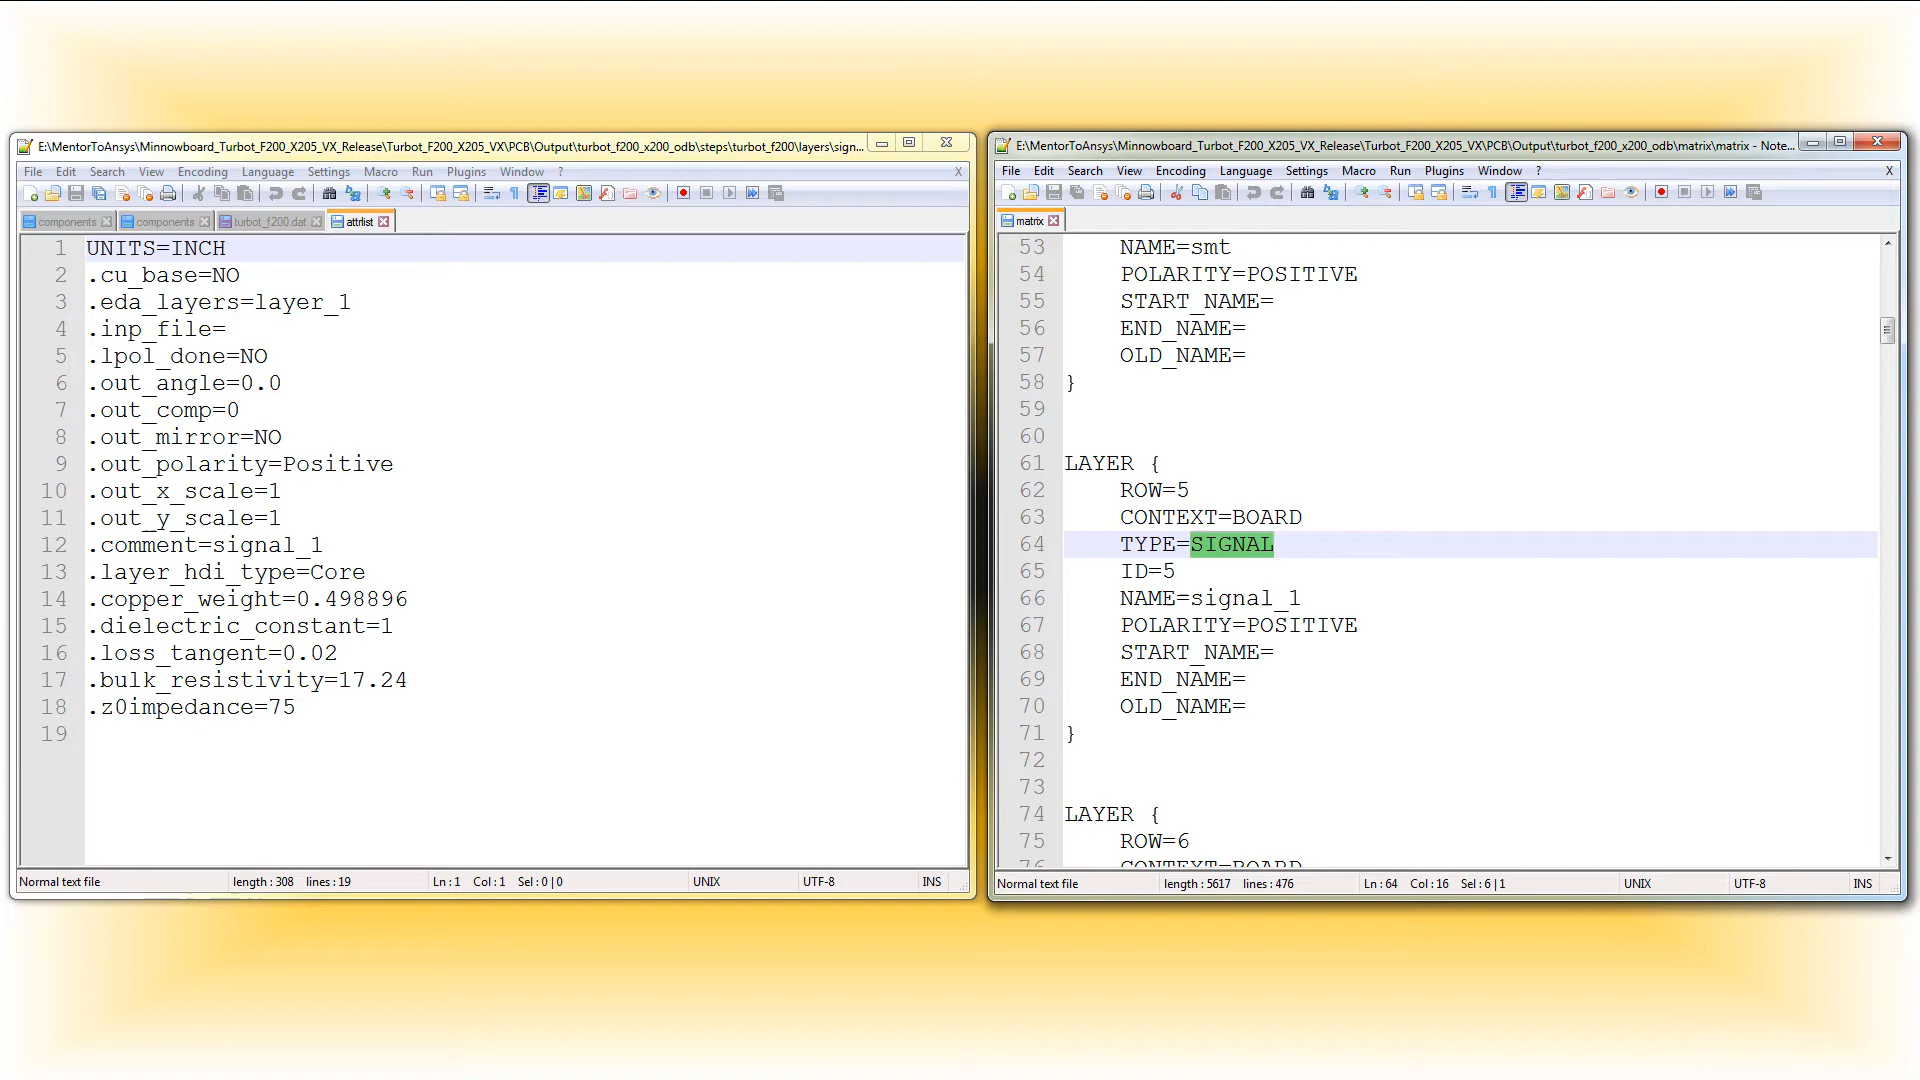 E:\MentorToAnsys\Minnowboard_Turbot_F200_X205_VX_Release\Turbot_F200_X205_VX\PCB\Output\turbot_f200_x200_odb\steps\turbot_f200\layers\sign...
File Edit Search View Encoding Language Settings Macro Run Plugins Window ? X
components components turbot_f200.dat attrlist
1 UNITS=INCH
2 .cu_base=NO
3 .eda_layers=layer_1
4 .inp_file=
5 .lpol_done=NO
6 .out_angle=0.0
7 .out_comp=0
8 .out_mirror=NO
9 .out_polarity=Positive
10 .out_x_scale=1
11 .out_y_scale=1
12 .comment=signal_1
13 .layer_hdi_type=Core
14 .copper_weight=0.498896
15 .dielectric_constant=1
16 .loss_tangent=0.02
17 .bulk_resistivity=17.24
18 .z0impedance=75
19
Normal text file length : 308 lines : 19 Ln : 1 Col : 1 Sel : 0 | 0 UNIX UTF-8 INS
E:\MentorToAnsys\Minnowboard_Turbot_F200_X205_VX_Release\Turbot_F200_X205_VX\PCB\Output\turbot_f200_x200_odb\matrix\matrix - Note...
File Edit Search View Encoding Language Settings Macro Run Plugins Window ? X
matrix
53 NAME=smt
54 POLARITY=POSITIVE
55 START_NAME=
56 END_NAME=
57 OLD_NAME=
58 }
59
60
61 LAYER {
62 ROW=5
63 CONTEXT=BOARD
64 TYPE=SIGNAL
65 ID=5
66 NAME=signal_1
67 POLARITY=POSITIVE
68 START_NAME=
69 END_NAME=
70 OLD_NAME=
71 }
72
73
74 LAYER {
75 ROW=6
76 CONTEXT=BOARD
Normal text file length : 5617 lines : 476 Ln : 64 Col : 16 Sel : 6 | 1 UNIX UTF-8 INS